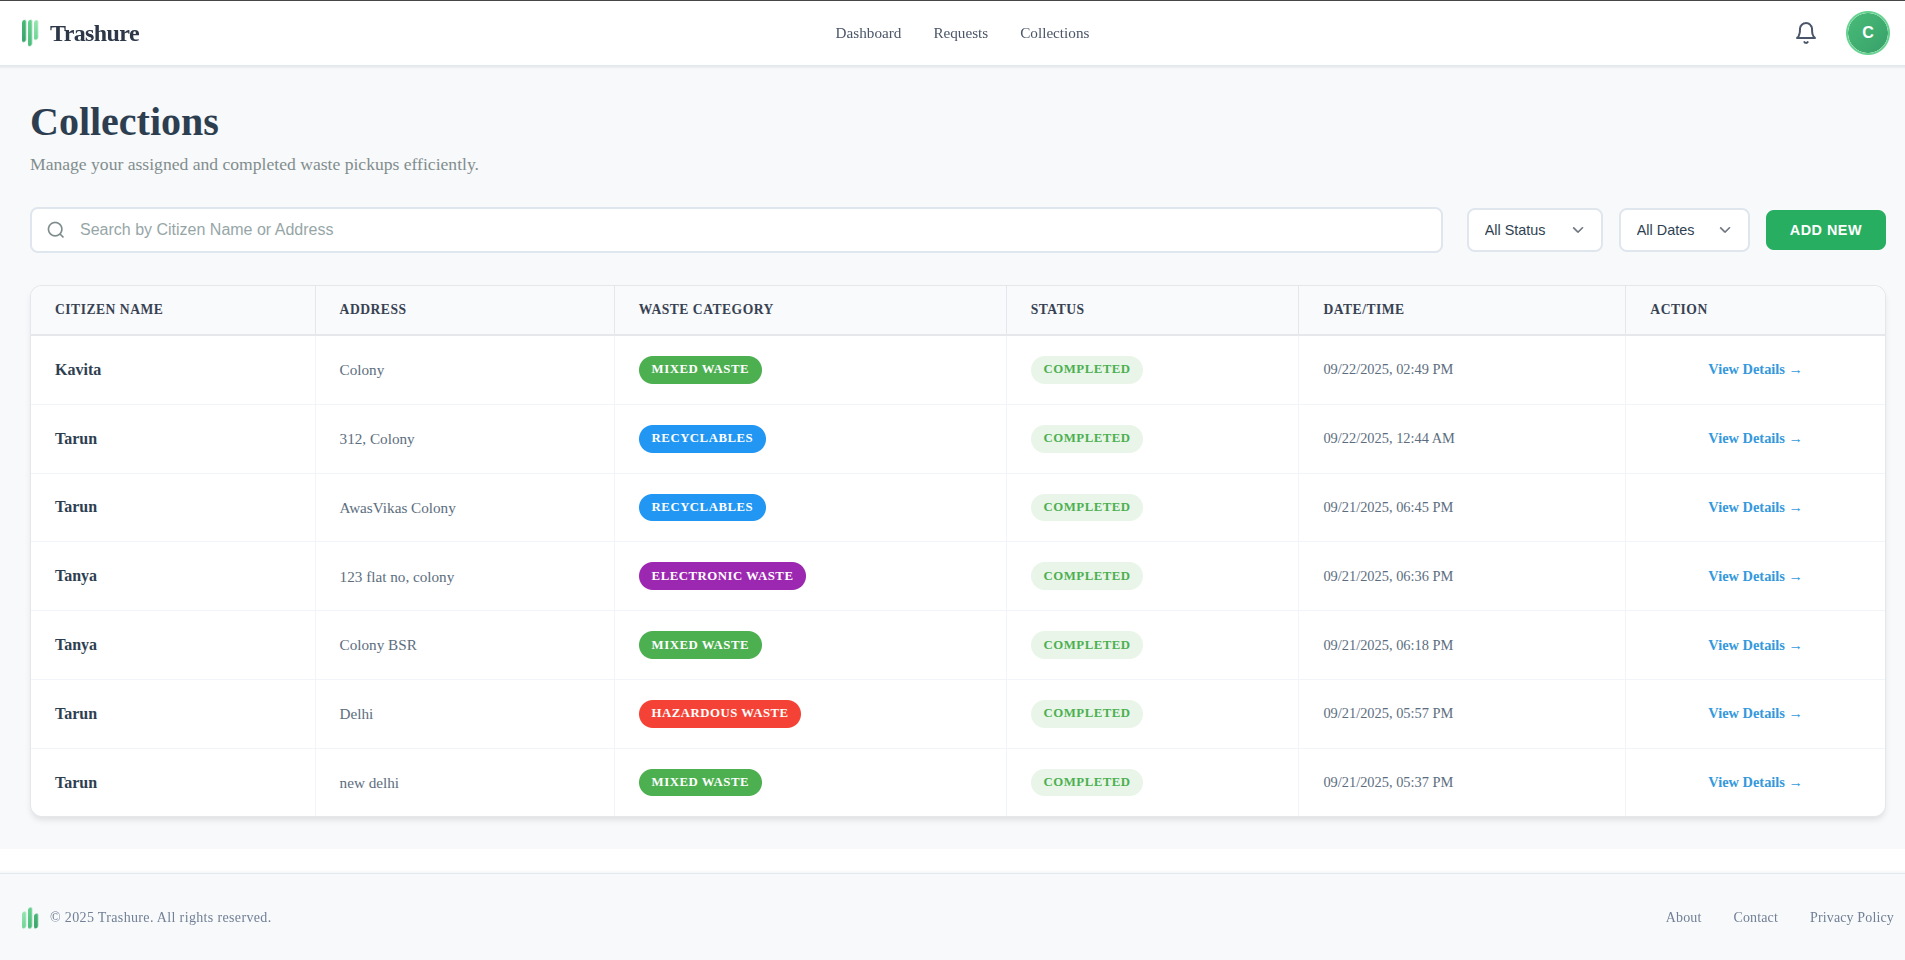 Trashure
Dashboard Requests Collections
C
Collections
Manage your assigned and completed waste pickups efficiently.
Search by Citizen Name or Address
All Status
All Dates
ADD NEW
CITIZEN NAME ADDRESS WASTE CATEGORY STATUS DATE/TIME ACTION
Kavita Colony MIXED WASTE COMPLETED 09/22/2025, 02:49 PM View Details →
Tarun 312, Colony RECYCLABLES COMPLETED 09/22/2025, 12:44 AM View Details →
Tarun AwasVikas Colony RECYCLABLES COMPLETED 09/21/2025, 06:45 PM View Details →
Tanya 123 flat no, colony ELECTRONIC WASTE COMPLETED 09/21/2025, 06:36 PM View Details →
Tanya Colony BSR MIXED WASTE COMPLETED 09/21/2025, 06:18 PM View Details →
Tarun Delhi HAZARDOUS WASTE COMPLETED 09/21/2025, 05:57 PM View Details →
Tarun new delhi MIXED WASTE COMPLETED 09/21/2025, 05:37 PM View Details →
© 2025 Trashure. All rights reserved.
About Contact Privacy Policy